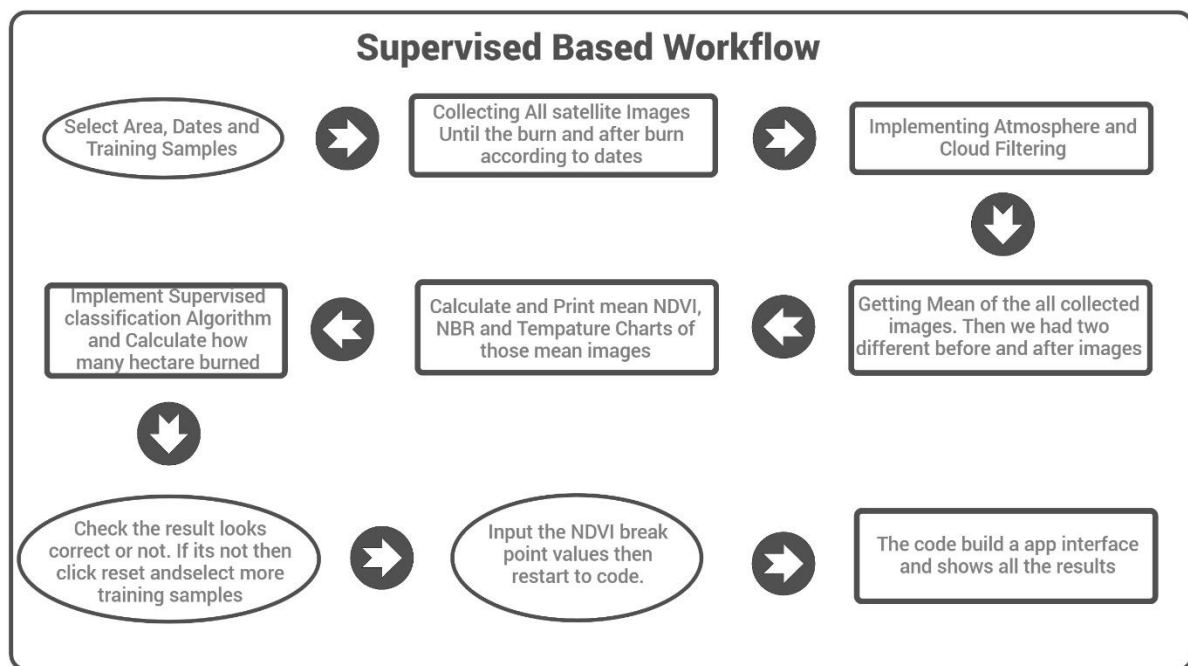 Supervised Based Workflow
Select Area, Dates and
Training Samples
Collecting All satellite Images
Until the burn and after burn
according to dates
Implementing Atmosphere and
Cloud Filtering
Getting Mean of the all collected
images. Then we had two
different before and after images
Calculate and Print mean NDVI,
NBR and Tempature Charts of
those mean images
Implement Supervised
classification Algorithm
and Calculate how
many hectare burned
Check the result looks
correct or not. If its not then
click reset andselect more
training samples
Input the NDVI break
point values then
restart to code.
The code build a app interface
and shows all the results